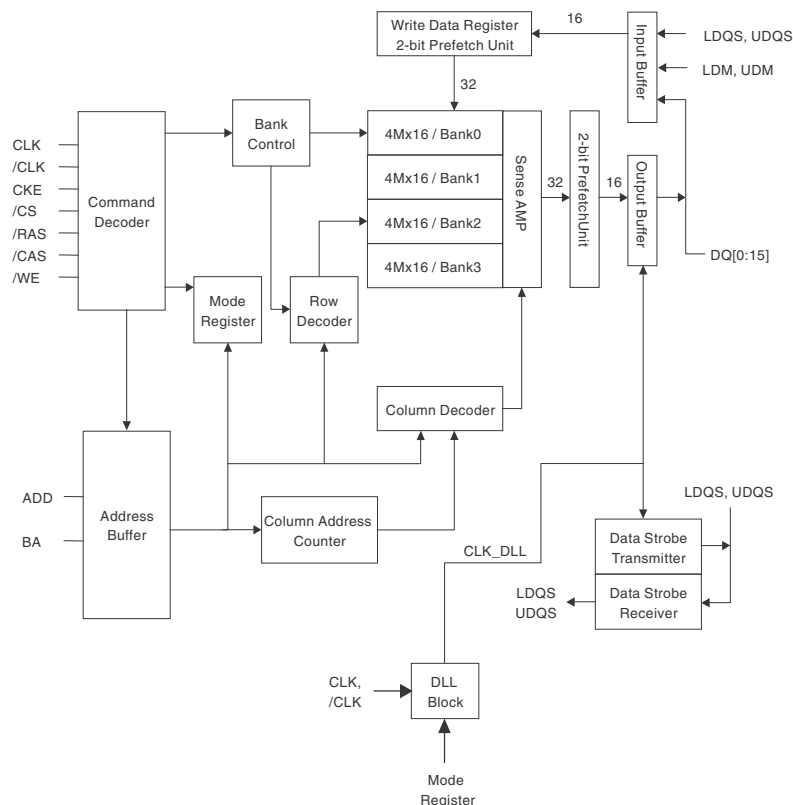 Write Data Register
2-bit Prefetch Unit
16
Input Buffer
LDQS, UDQS
LDM, UDM
32
CLK
/CLK
CKE
/CS
/RAS
/CAS
/WE
Command
Decoder
Bank
Control
4Mx16 / Bank0
4Mx16 / Bank1
4Mx16 / Bank2
4Mx16 / Bank3
Sense AMP
32
2-bit PrefetchUnit
16
Output Buffer
DQ[0:15]
Mode
Register
Row
Decoder
Column Decoder
ADD
BA
Address
Buffer
Column Address
Counter
CLK_DLL
LDQS, UDQS
Data Strobe
Transmitter
Data Strobe
Receiver
LDQS
UDQS
CLK,
/CLK
DLL
Block
Mode
Register